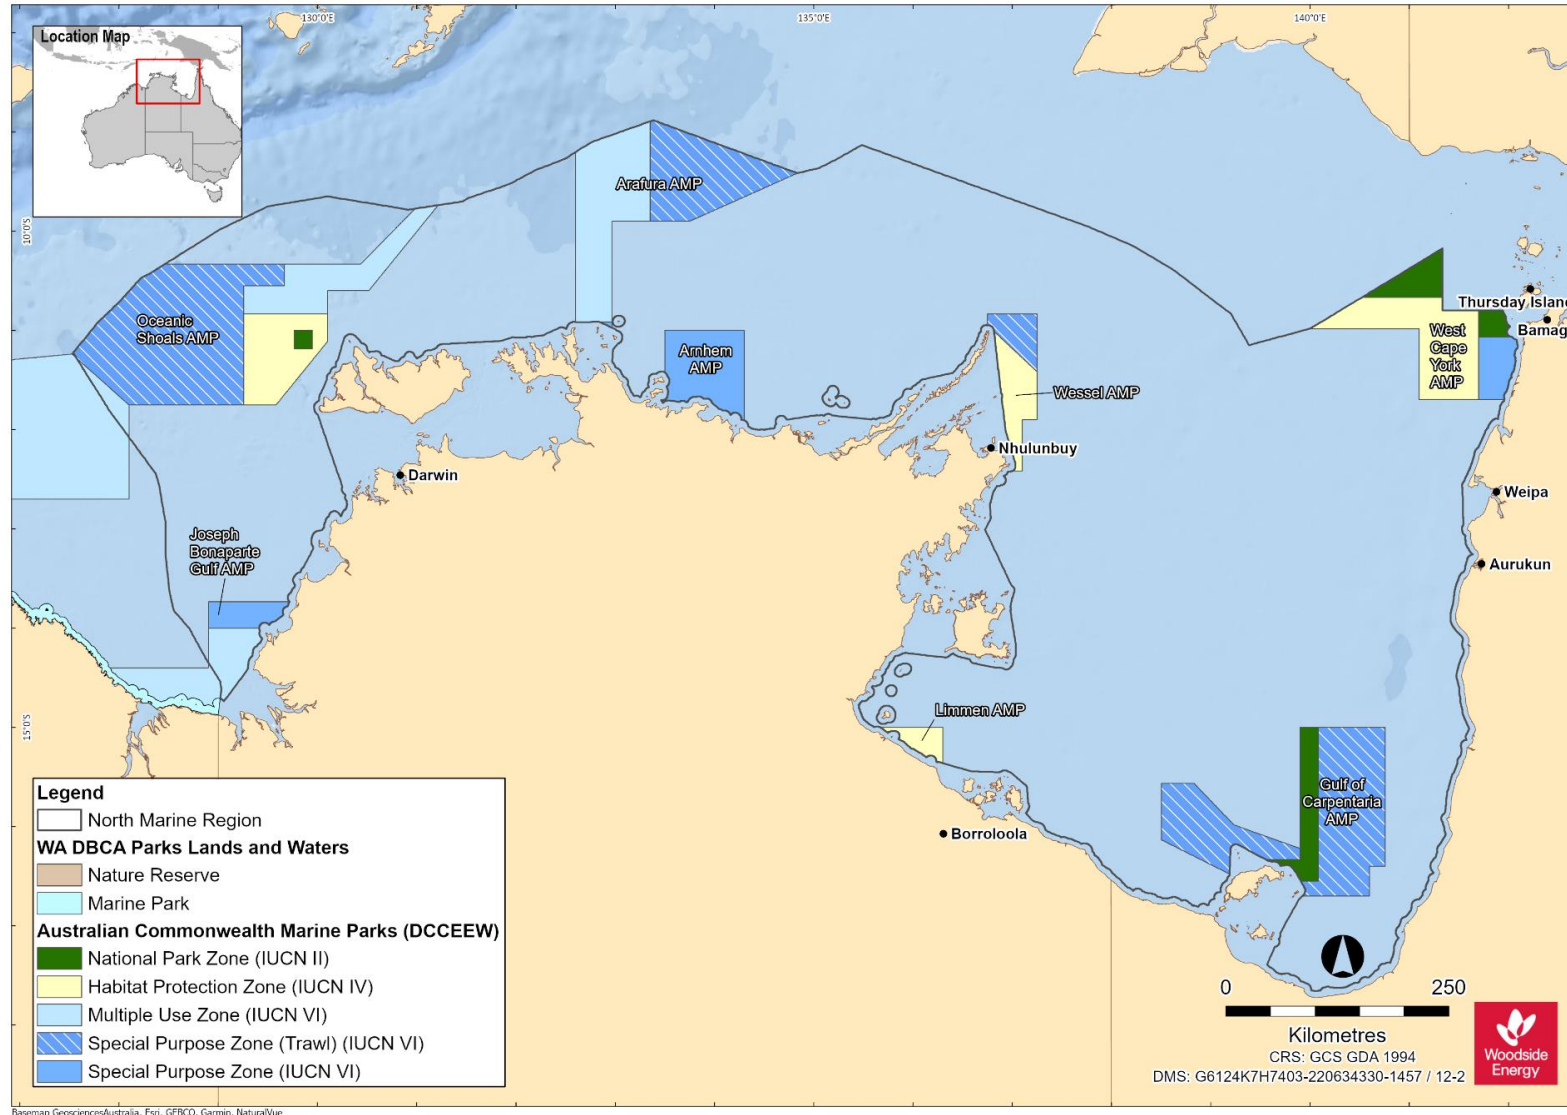 130°0'E
135°0'E
140°0'E
Location Map
10°0'S
15°0'S
Arafura AMP
Oceanic
Shoals AMP
Arnhem
AMP
Wessel AMP
West
Cape
York
AMP
Thursday Island
Bamag
Nhulunbuy
Darwin
Weipa
Aurukun
Joseph
Bonaparte
Gulf AMP
Limmen AMP
Gulf of
Carpentaria
AMP
Borroloola
Legend
North Marine Region
WA DBCA Parks Lands and Waters
Nature Reserve
Marine Park
Australian Commonwealth Marine Parks (DCCEEW)
National Park Zone (IUCN II)
Habitat Protection Zone (IUCN IV)
Multiple Use Zone (IUCN VI)
Special Purpose Zone (Trawl) (IUCN VI)
Special Purpose Zone (IUCN VI)
0 250
Kilometres
CRS: GCS GDA 1994
DMS: G6124K7H7403-220634330-1457 / 12-2
Woodside
Energy
Basemap GeosciencesAustralia, Esri, GEBCO, Garmin, NaturalVue